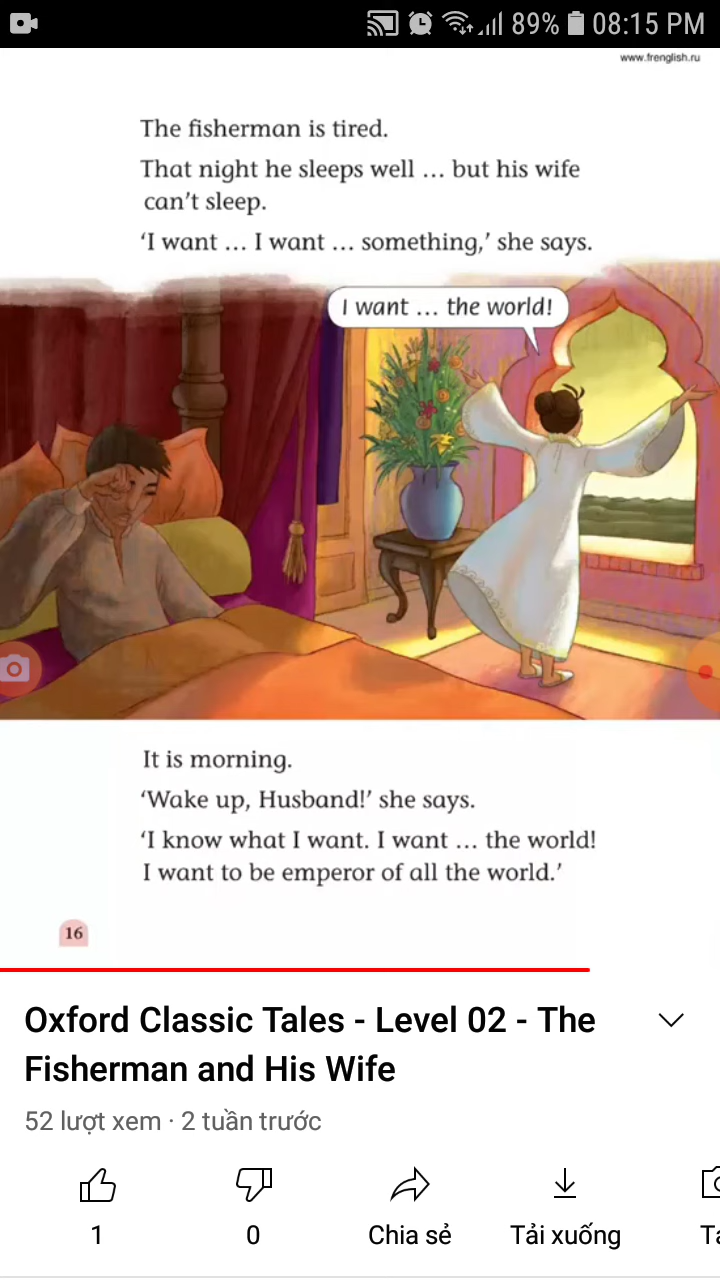 89% 08:15 PM
www.frenglish.ru
The fisherman is tired.
That night he sleeps well … but his wife
can’t sleep.
‘I want … I want … something,’ she says.
I want … the world!
It is morning.
‘Wake up, Husband!’ she says.
‘I know what I want. I want … the world!
I want to be emperor of all the world.’
16
Oxford Classic Tales - Level 02 - The
Fisherman and His Wife
52 lượt xem · 2 tuần trước
1 0 Chia sẻ Tải xuống